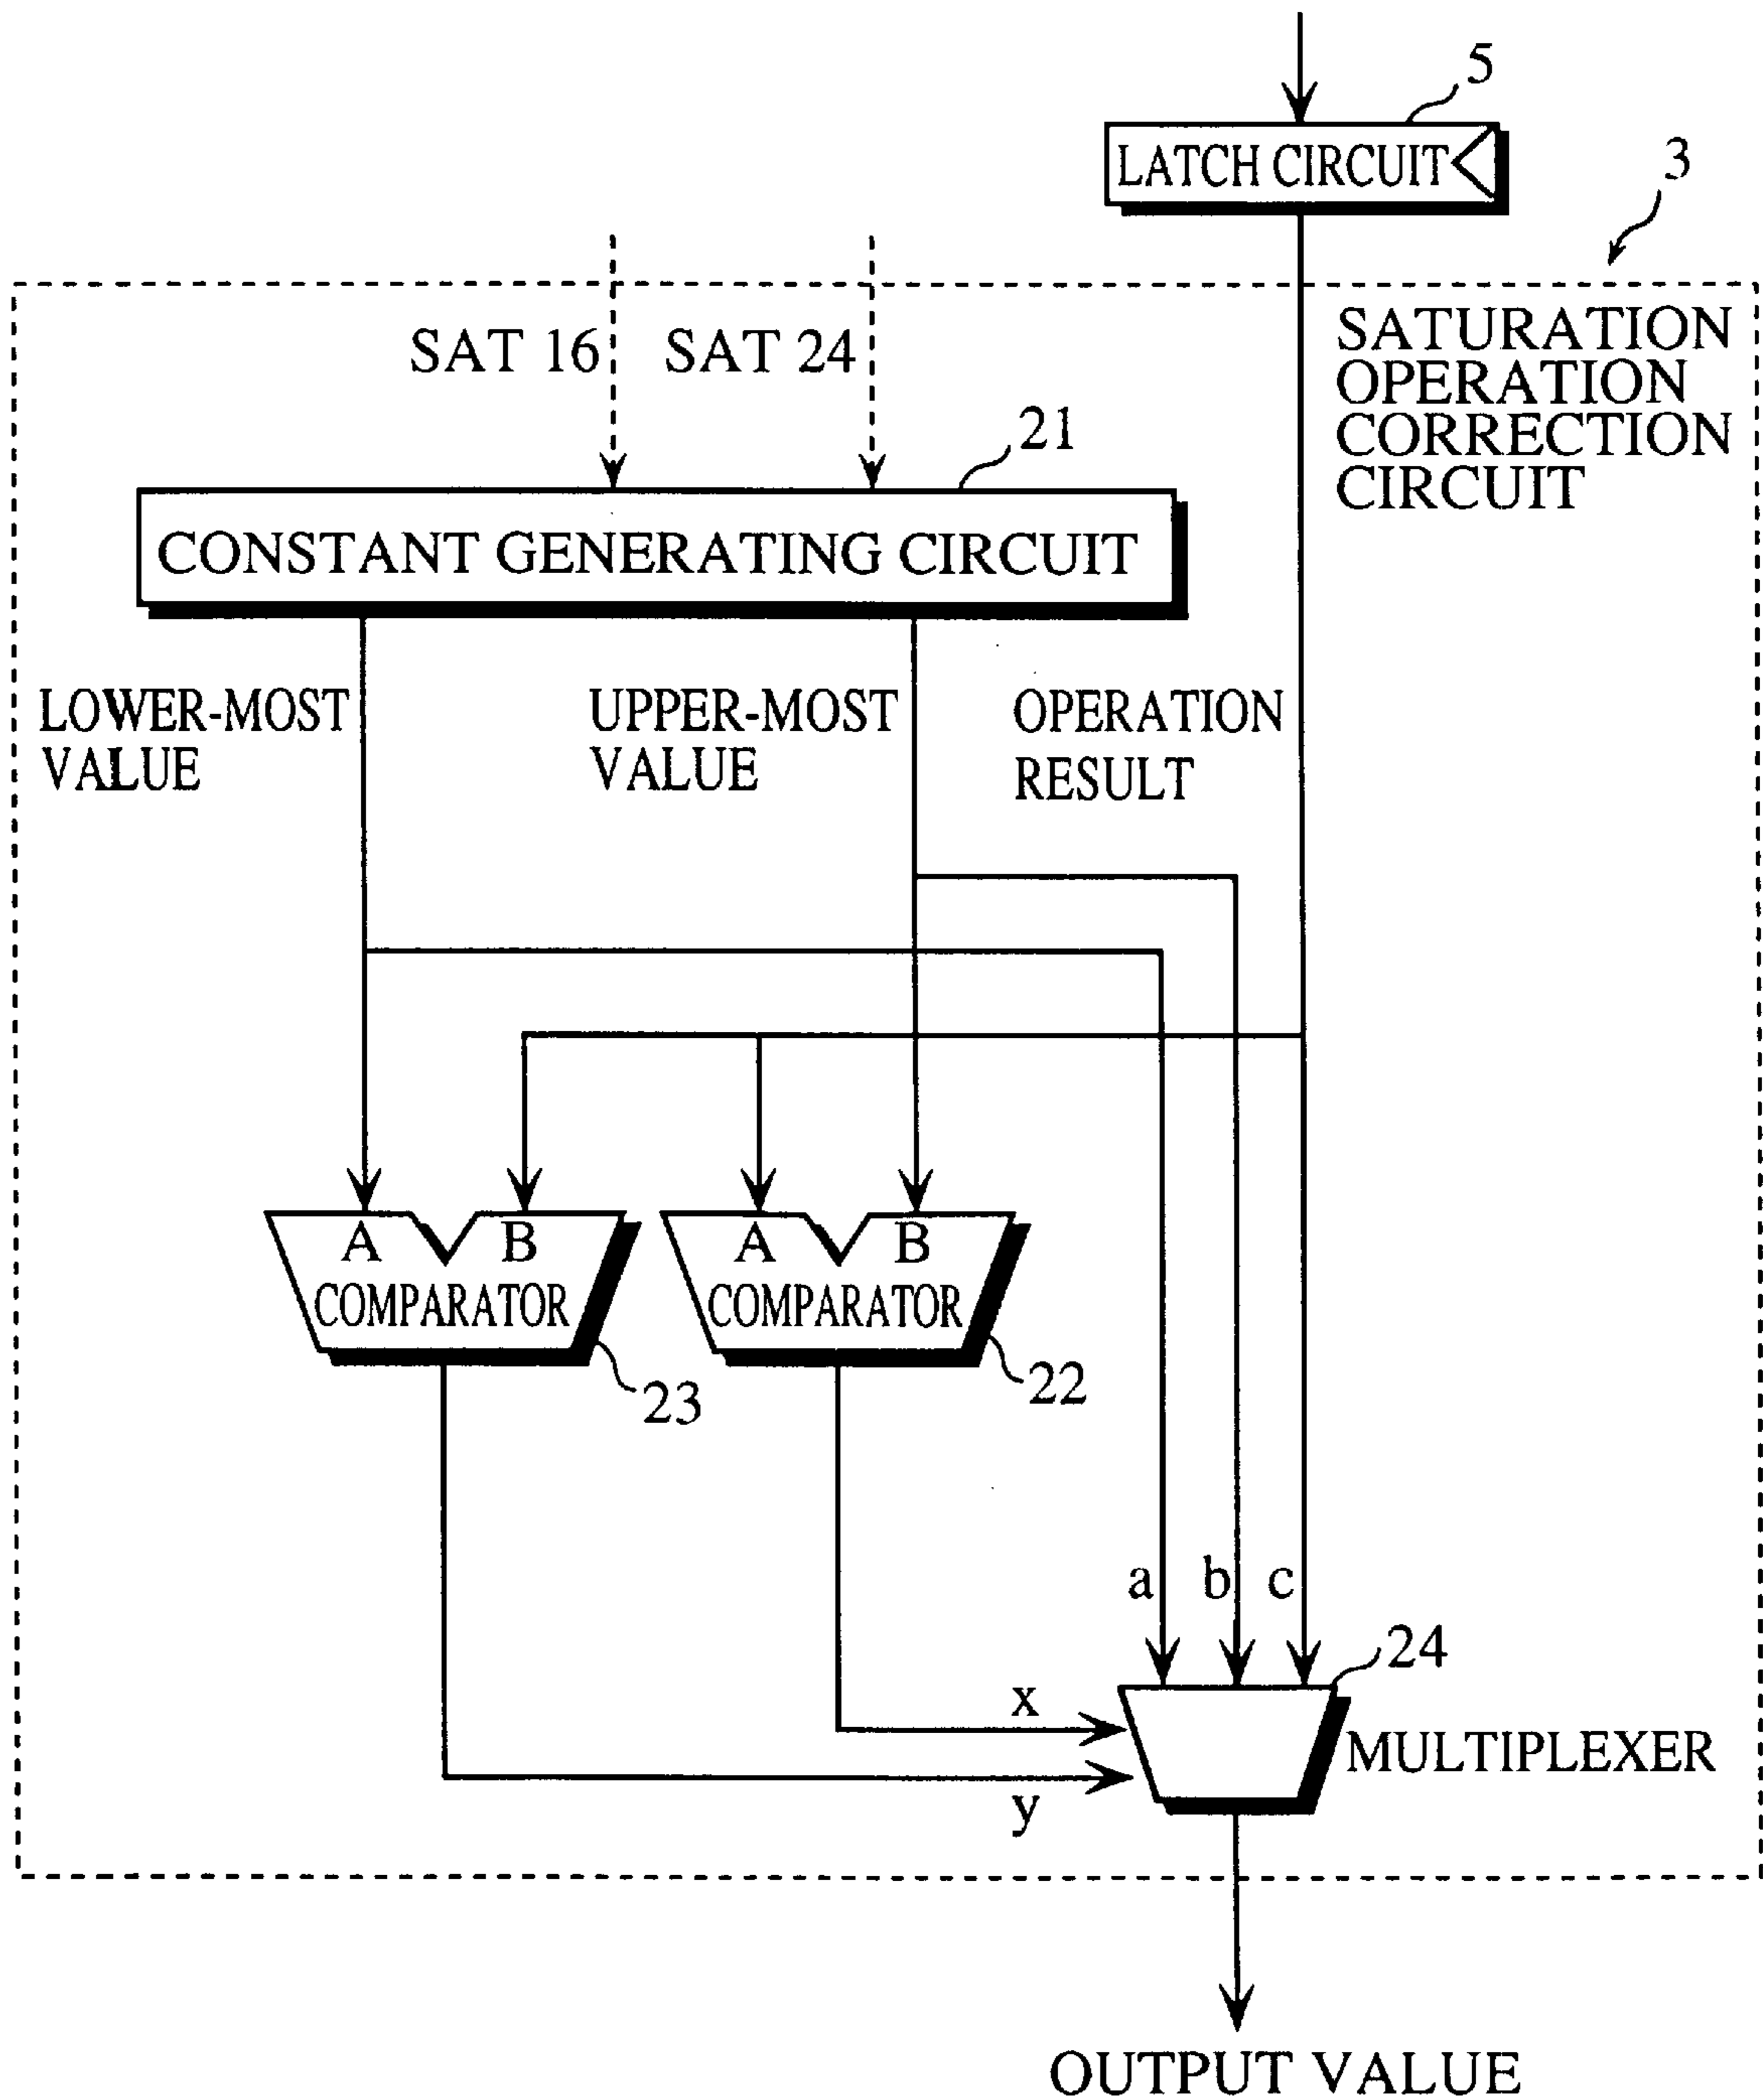 5
LATCH CIRCUIT
3
SAT 16
SAT 24
SATURATION
OPERATION
CORRECTION
CIRCUIT
21
CONSTANT GENERATING CIRCUIT
LOWER-MOST
VALUE
UPPER-MOST
VALUE
OPERATION
RESULT
A B
COMPARATOR
23
A B
COMPARATOR
22
a b c
24
x
MULTIPLEXER
y
OUTPUT VALUE